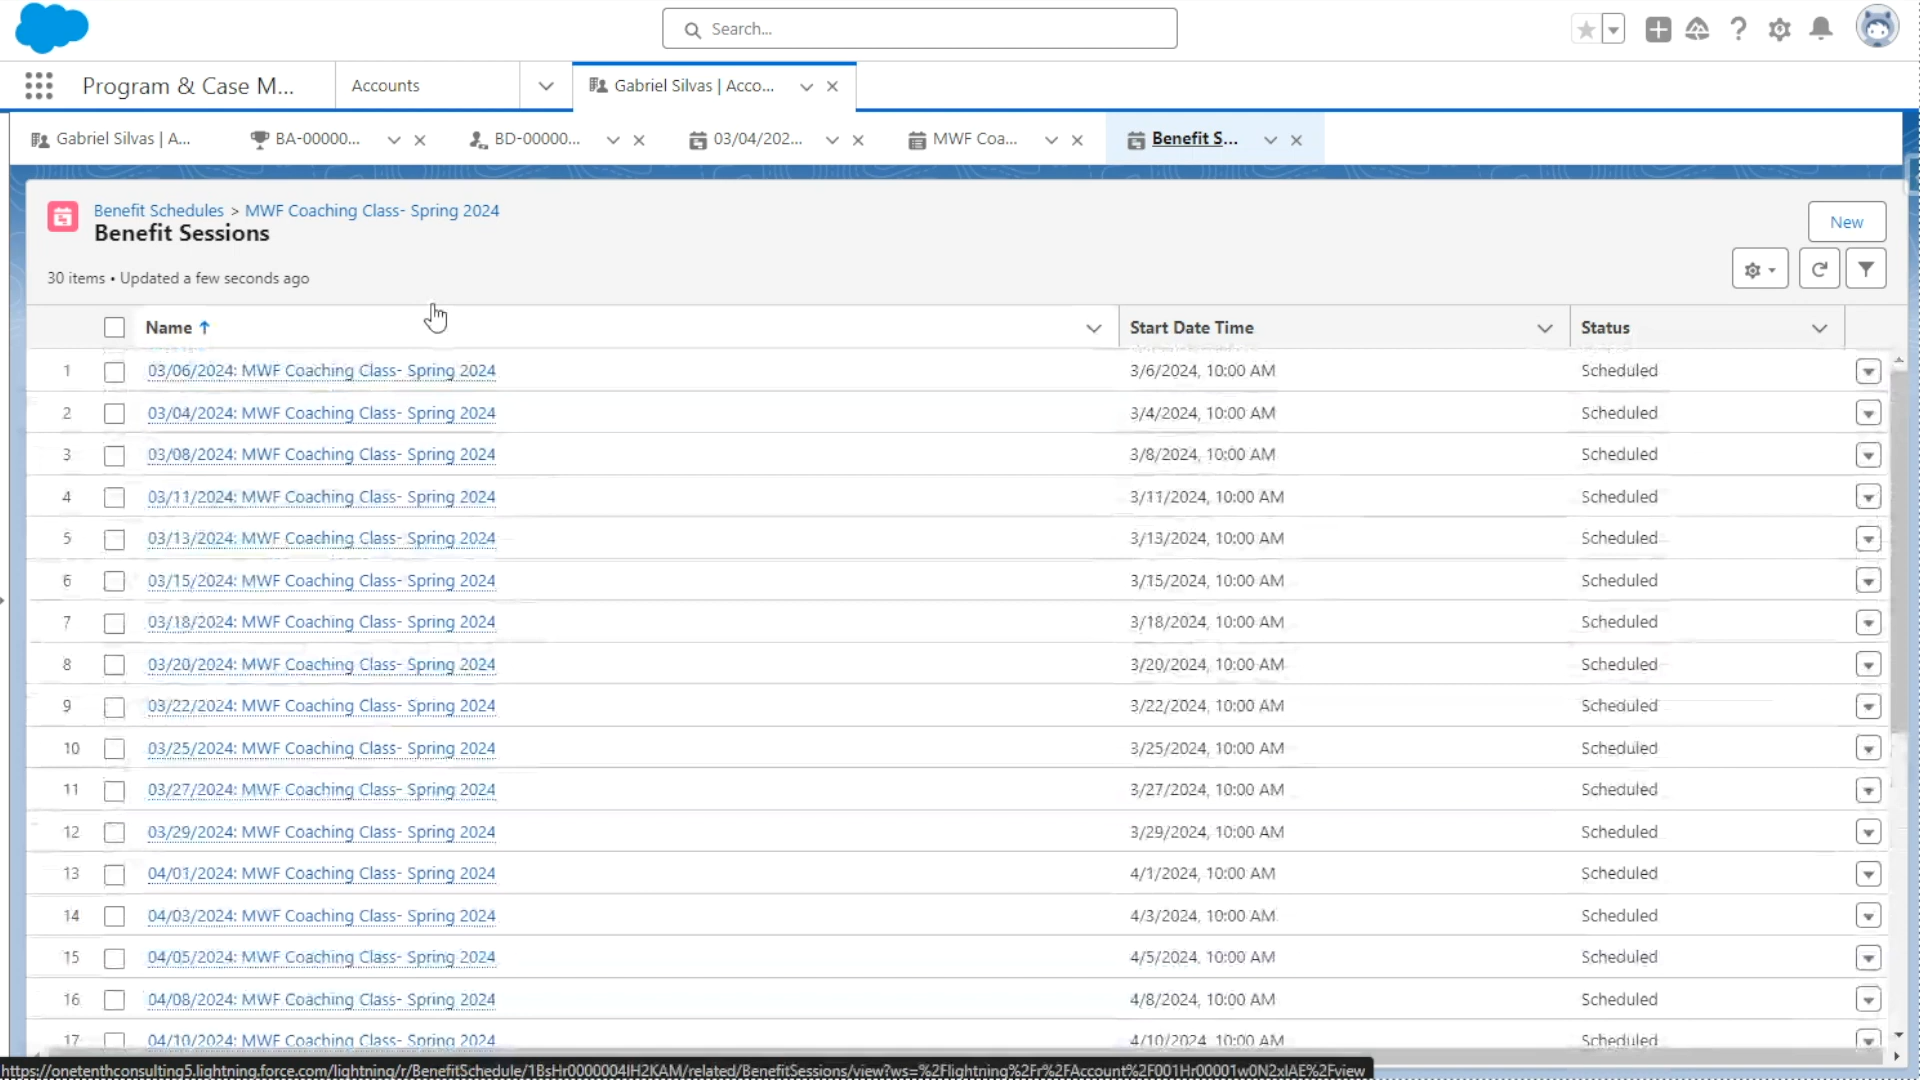 Search...
Program & Case M...
Accounts
Gabriel Silvas | Acco...
Gabriel Silvas | A...
BA-00000...
BD-00000...
03/04/202...
MWF Coa...
Benefit S...
Benefit Schedules > MWF Coaching Class- Spring 2024
Benefit Sessions
New
30 items • Updated a few seconds ago
Name ↑ Start Date Time Status
1 03/06/2024: MWF Coaching Class- Spring 2024 3/6/2024, 10:00 AM Scheduled
2 03/04/2024: MWF Coaching Class- Spring 2024 3/4/2024, 10:00 AM Scheduled
3 03/08/2024: MWF Coaching Class- Spring 2024 3/8/2024, 10:00 AM Scheduled
4 03/11/2024: MWF Coaching Class- Spring 2024 3/11/2024, 10:00 AM Scheduled
5 03/13/2024: MWF Coaching Class- Spring 2024 3/13/2024, 10:00 AM Scheduled
6 03/15/2024: MWF Coaching Class- Spring 2024 3/15/2024, 10:00 AM Scheduled
7 03/18/2024: MWF Coaching Class- Spring 2024 3/18/2024, 10:00 AM Scheduled
8 03/20/2024: MWF Coaching Class- Spring 2024 3/20/2024, 10:00 AM Scheduled
9 03/22/2024: MWF Coaching Class- Spring 2024 3/22/2024, 10:00 AM Scheduled
10 03/25/2024: MWF Coaching Class- Spring 2024 3/25/2024, 10:00 AM Scheduled
11 03/27/2024: MWF Coaching Class- Spring 2024 3/27/2024, 10:00 AM Scheduled
12 03/29/2024: MWF Coaching Class- Spring 2024 3/29/2024, 10:00 AM Scheduled
13 04/01/2024: MWF Coaching Class- Spring 2024 4/1/2024, 10:00 AM Scheduled
14 04/03/2024: MWF Coaching Class- Spring 2024 4/3/2024, 10:00 AM Scheduled
15 04/05/2024: MWF Coaching Class- Spring 2024 4/5/2024, 10:00 AM Scheduled
16 04/08/2024: MWF Coaching Class- Spring 2024 4/8/2024, 10:00 AM Scheduled
17 04/10/2024: MWF Coaching Class- Spring 2024 4/10/2024, 10:00 AM Scheduled
https://onetenthconsulting5.lightning.force.com/lightning/r/BenefitSchedule/1BsHr0000004IH2KAM/related/BenefitSessions/view?ws=%2Flightning%2Fr%2FAccount%2F001Hr00001w0N2xIAE%2Fview